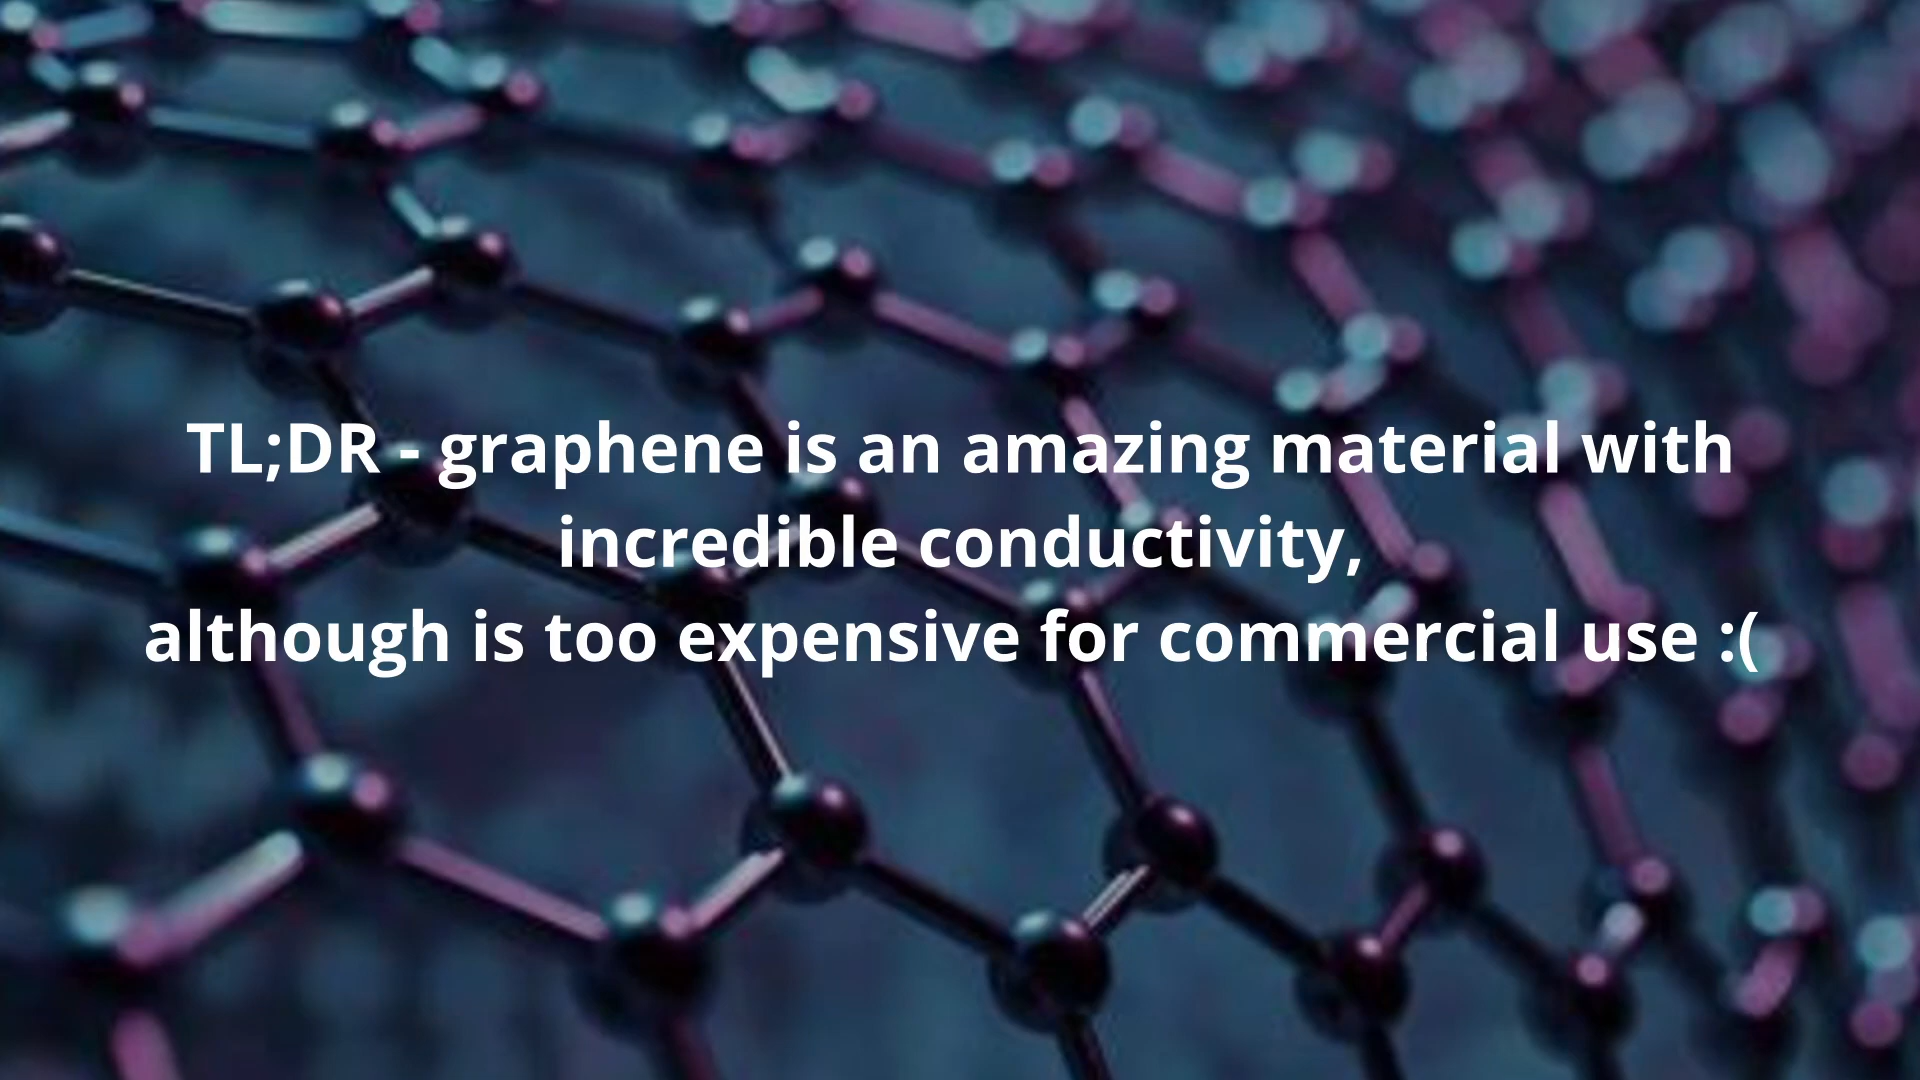 TL;DR - graphene is an amazing material with
incredible conductivity,
although is too expensive for commercial use :(